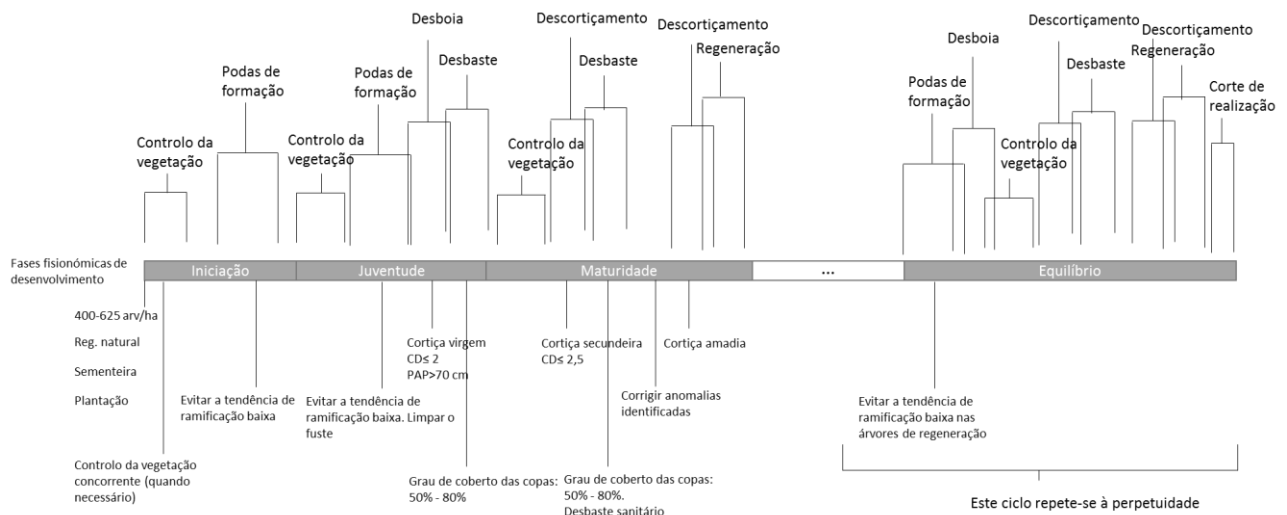 Desboia
Descortiçamento
Descortiçamento
Regeneração
Desbaste
Desbaste
Podas de
formação
Podas de
formação
Controlo da
vegetação
Controlo da
vegetação
Controlo da
vegetação
Descortiçamento
Descortiçamento
Regeneração
Desboia
Desbaste
Podas de
formação
Corte de
realização
Controlo da
vegetação
Fases fisionómicas de
desenvolvimento
Iniciação
Juventude
Maturidade
...
Equilíbrio
400-625 arv/ha
Reg. natural
Sementeira
Plantação
Controlo da vegetação
concorrente (quando
necessário)
Evitar a tendência de
ramificação baixa
Evitar a tendência de
ramificação baixa. Limpar o
fuste
Cortiça virgem
CD≤ 2
PAP>70 cm
Grau de coberto das copas:
50% - 80%
Cortiça secundeira
CD≤ 2,5
Grau de coberto das copas:
50% - 80%.
Desbaste sanitário
Corrigir anomalias
identificadas
Cortiça amadia
Evitar a tendência de
ramificação baixa nas
árvores de regeneração
Este ciclo repete-se à perpetuidade